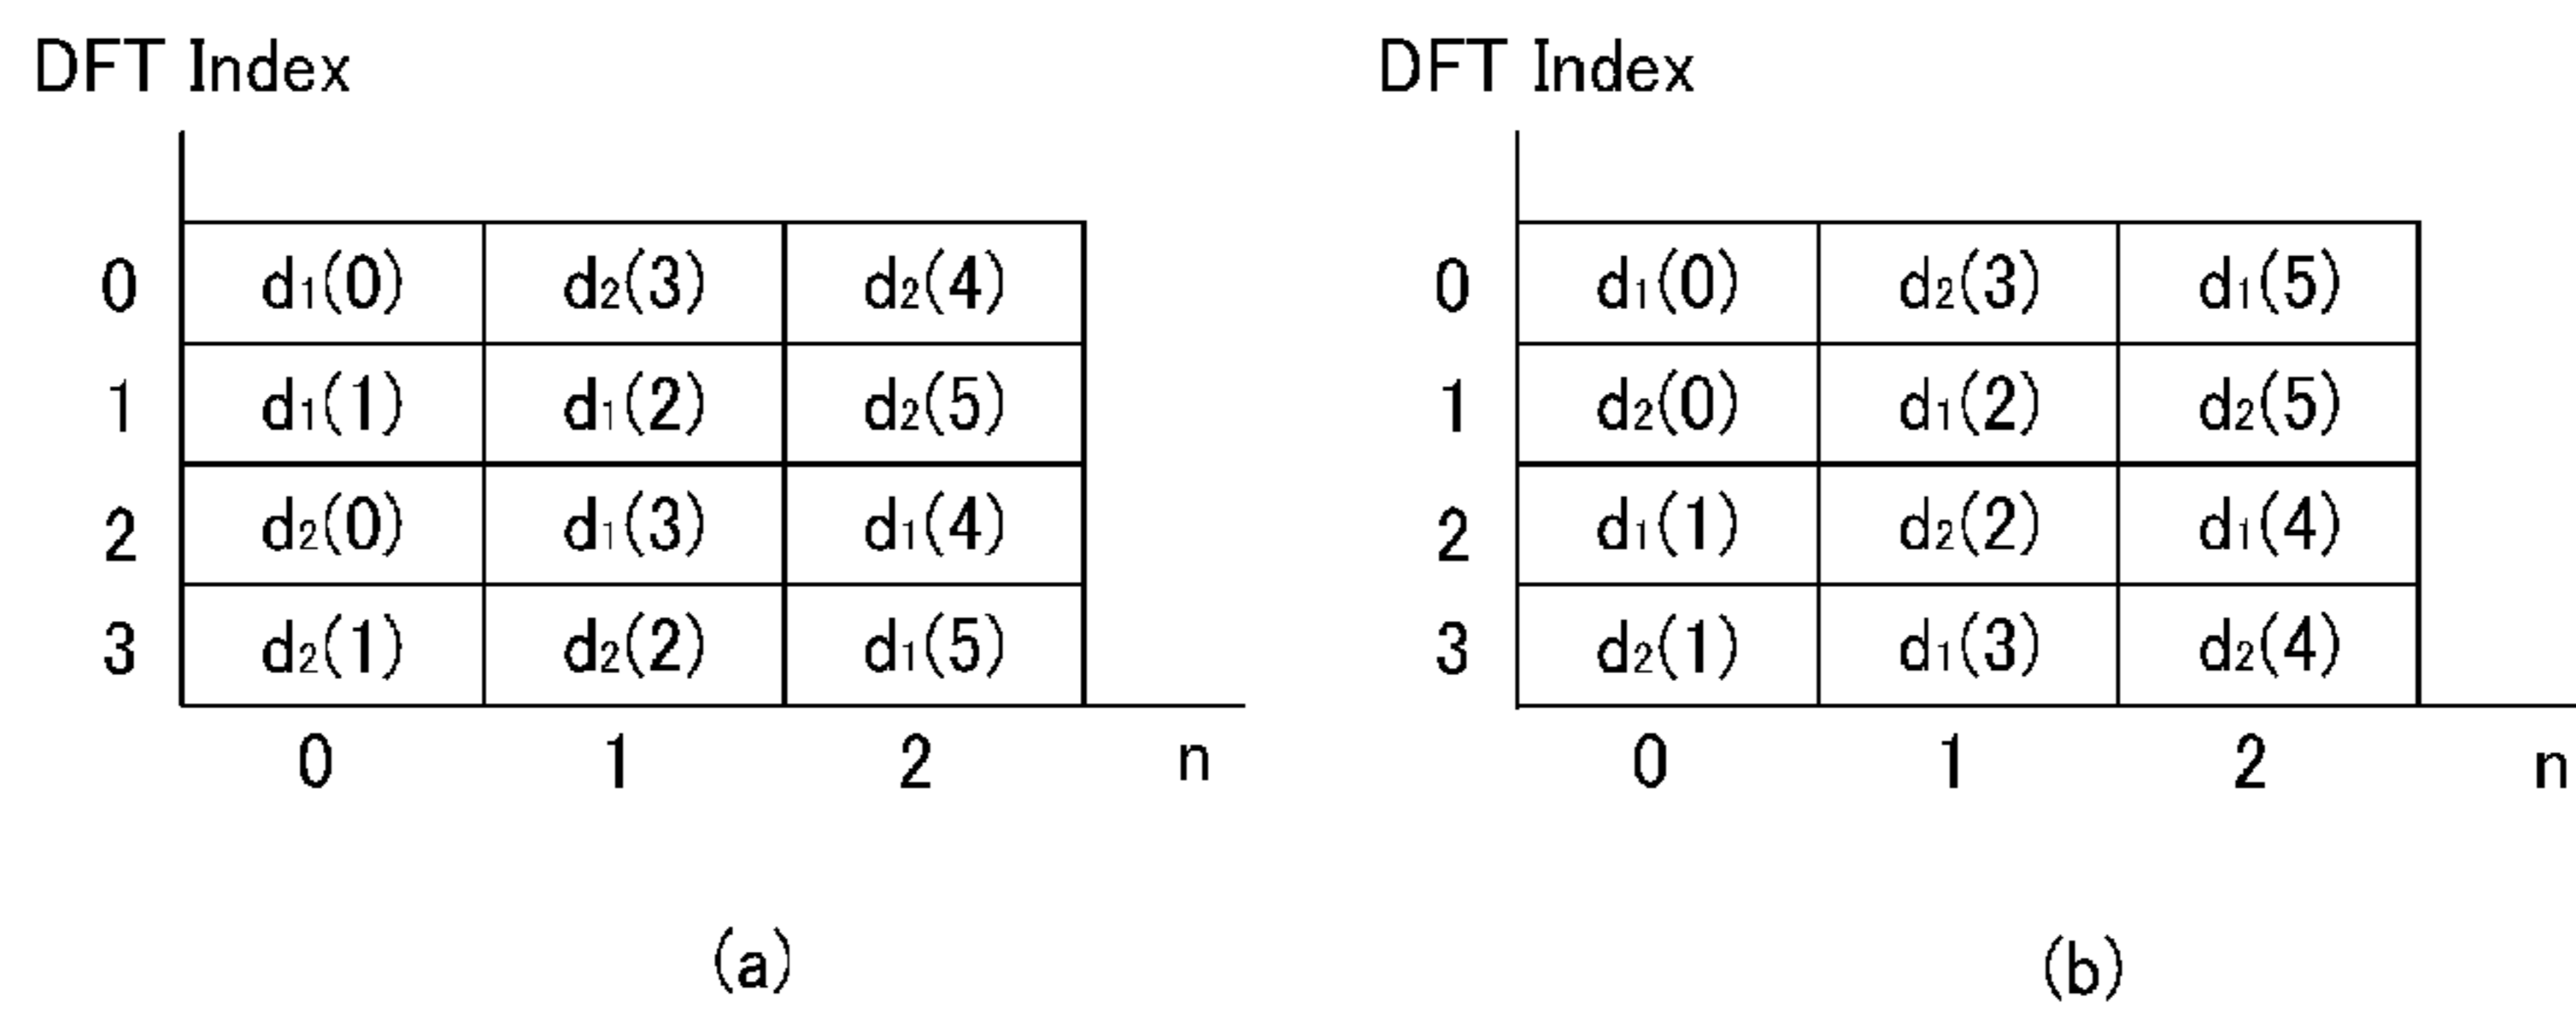 DFT Index
0 d₁(0) d₂(3) d₂(4)
1 d₁(1) d₁(2) d₂(5)
2 d₂(0) d₁(3) d₁(4)
3 d₂(1) d₂(2) d₁(5)
0 1 2 n
(a)
DFT Index
0 d₁(0) d₂(3) d₁(5)
1 d₂(0) d₁(2) d₂(5)
2 d₁(1) d₂(2) d₁(4)
3 d₂(1) d₁(3) d₂(4)
0 1 2 n
(b)